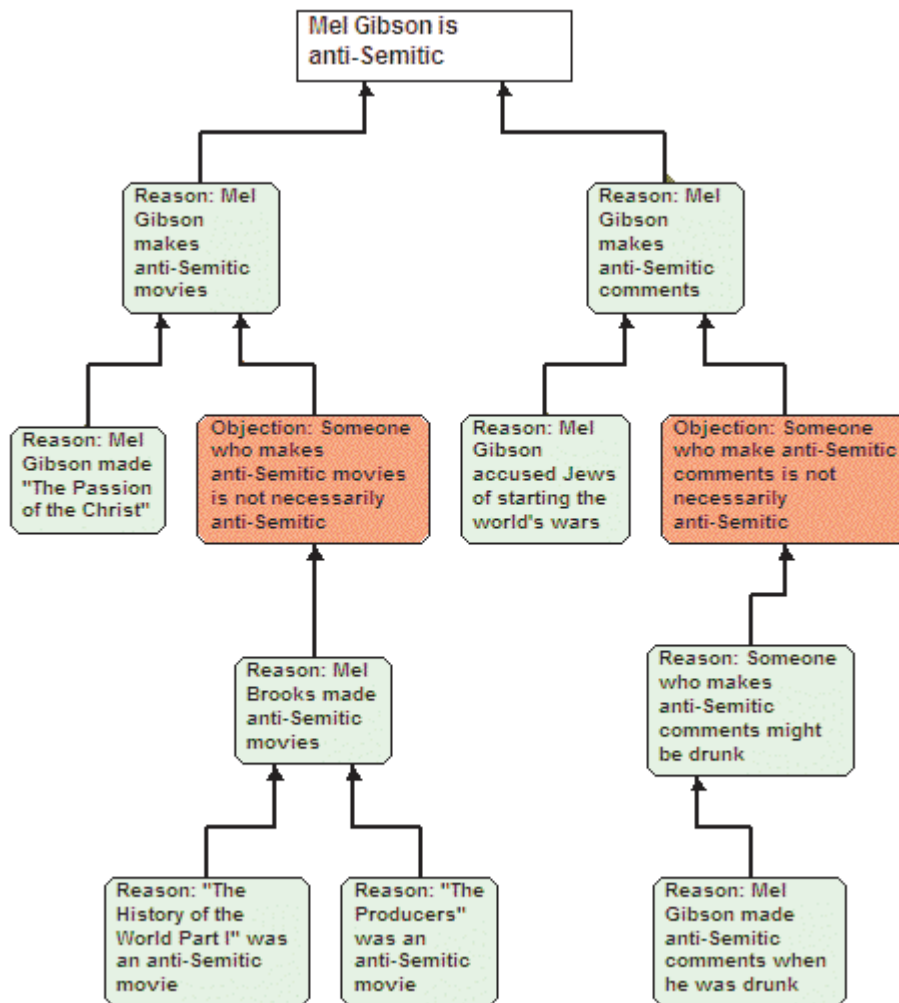 Mel Gibson is
anti-Semitic
Reason: Mel
Gibson
makes
anti-Semitic
movies
Reason: Mel
Gibson
makes
anti-Semitic
comments
Reason: Mel
Gibson made
"The Passion
of the Christ"
Objection: Someone
who makes
anti-Semitic movies
is not necessarily
anti-Semitic
Reason: Mel
Gibson
accused Jews
of starting the
world's wars
Objection: Someone
who make anti-Semitic
comments is not
necessarily
anti-Semitic
Reason: Mel
Brooks made
anti-Semitic
movies
Reason: Someone
who makes
anti-Semitic
comments might
be drunk
Reason: "The
History of the
World Part I" was
an anti-Semitic
movie
Reason: "The
Producers"
was an
anti-Semitic
movie
Reason: Mel
Gibson made
anti-Semitic
comments when
he was drunk